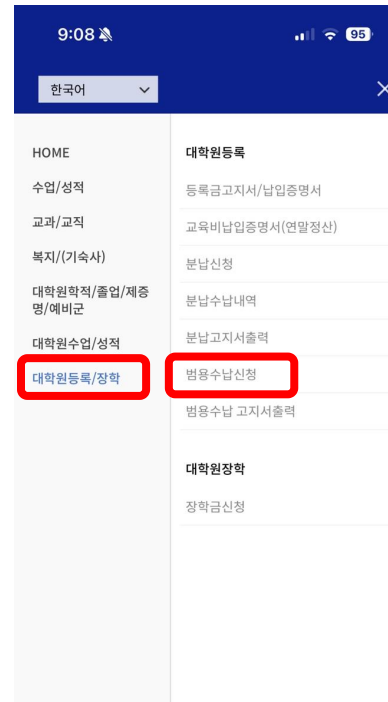 9:08
95
한국어
HOME
수업/성적
교과/교직
복지/(기숙사)
대학원학적/졸업/제증
명/예비군
대학원수업/성적
대학원등록/장학
대학원등록
등록금고지서/납입증명서
교육비납입증명서(연말정산)
분납신청
분납수납내역
분납고지서출력
범용수납신청
범용수납 고지서출력
대학원장학
장학금신청